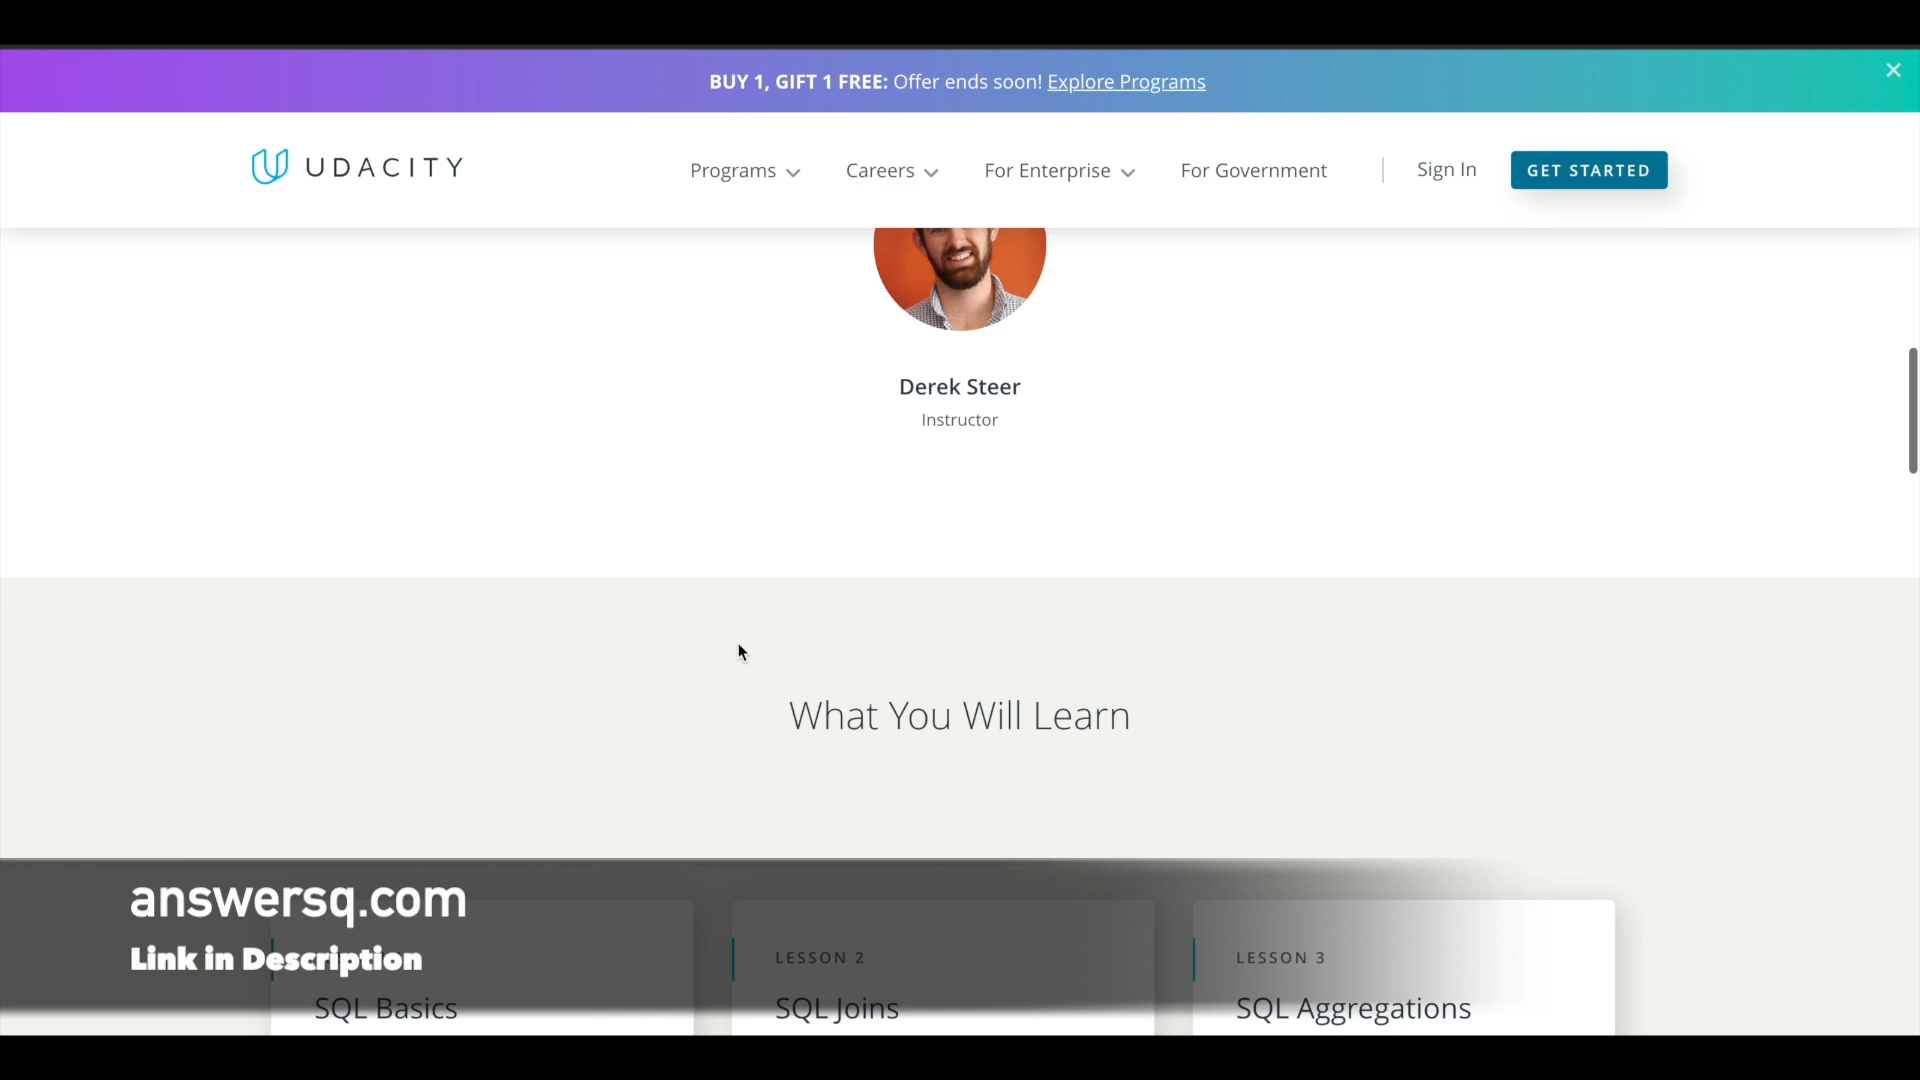 BUY 1, GIFT 1 FREE: Offer ends soon! Explore Programs
UDACITY
Programs
Careers
For Enterprise
For Government
Sign In
GET STARTED
Derek Steer
Instructor
What You Will Learn
answersq.com
Link in Description
SQL Basics
LESSON 2
SQL Joins
LESSON 3
SQL Aggregations